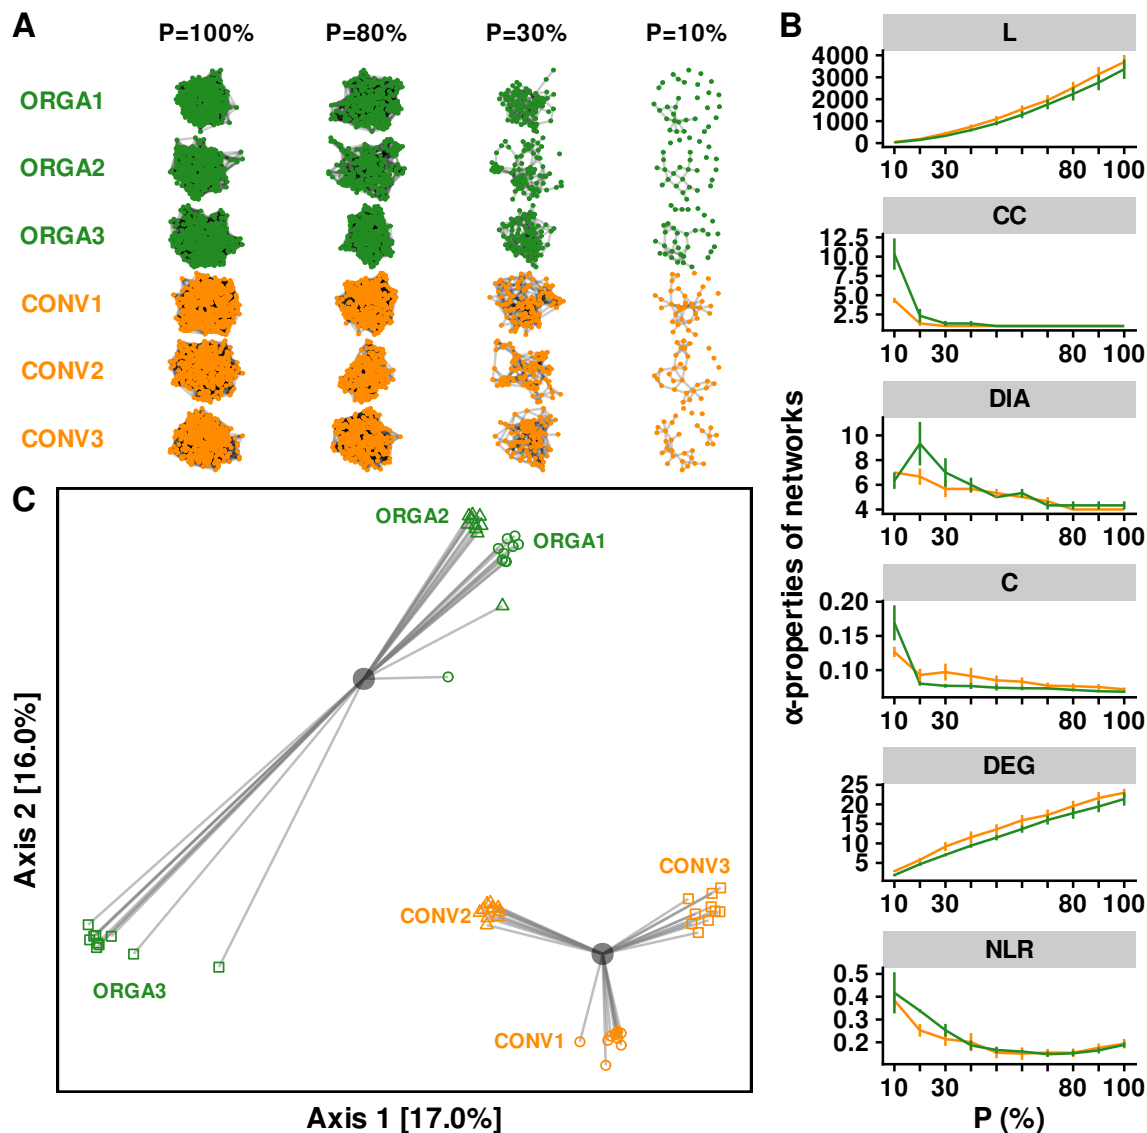 A
P=100%
P=80%
P=30%
P=10%
ORGA1
ORGA2
ORGA3
CONV1
CONV2
CONV3
B
α-properties of networks
L
4000
3000
2000
1000
0
10
30
80
100
CC
12.5
10.0
7.5
5.0
2.5
10
30
80
100
DIA
10
8
6
4
10
30
80
100
C
0.20
0.15
0.10
10
30
80
100
DEG
25
20
15
10
5
10
30
80
100
NLR
0.5
0.4
0.3
0.2
10
30
80
100
P (%)
C
ORGA2
ORGA1
ORGA3
CONV3
CONV2
CONV1
Axis 2 [16.0%]
Axis 1 [17.0%]